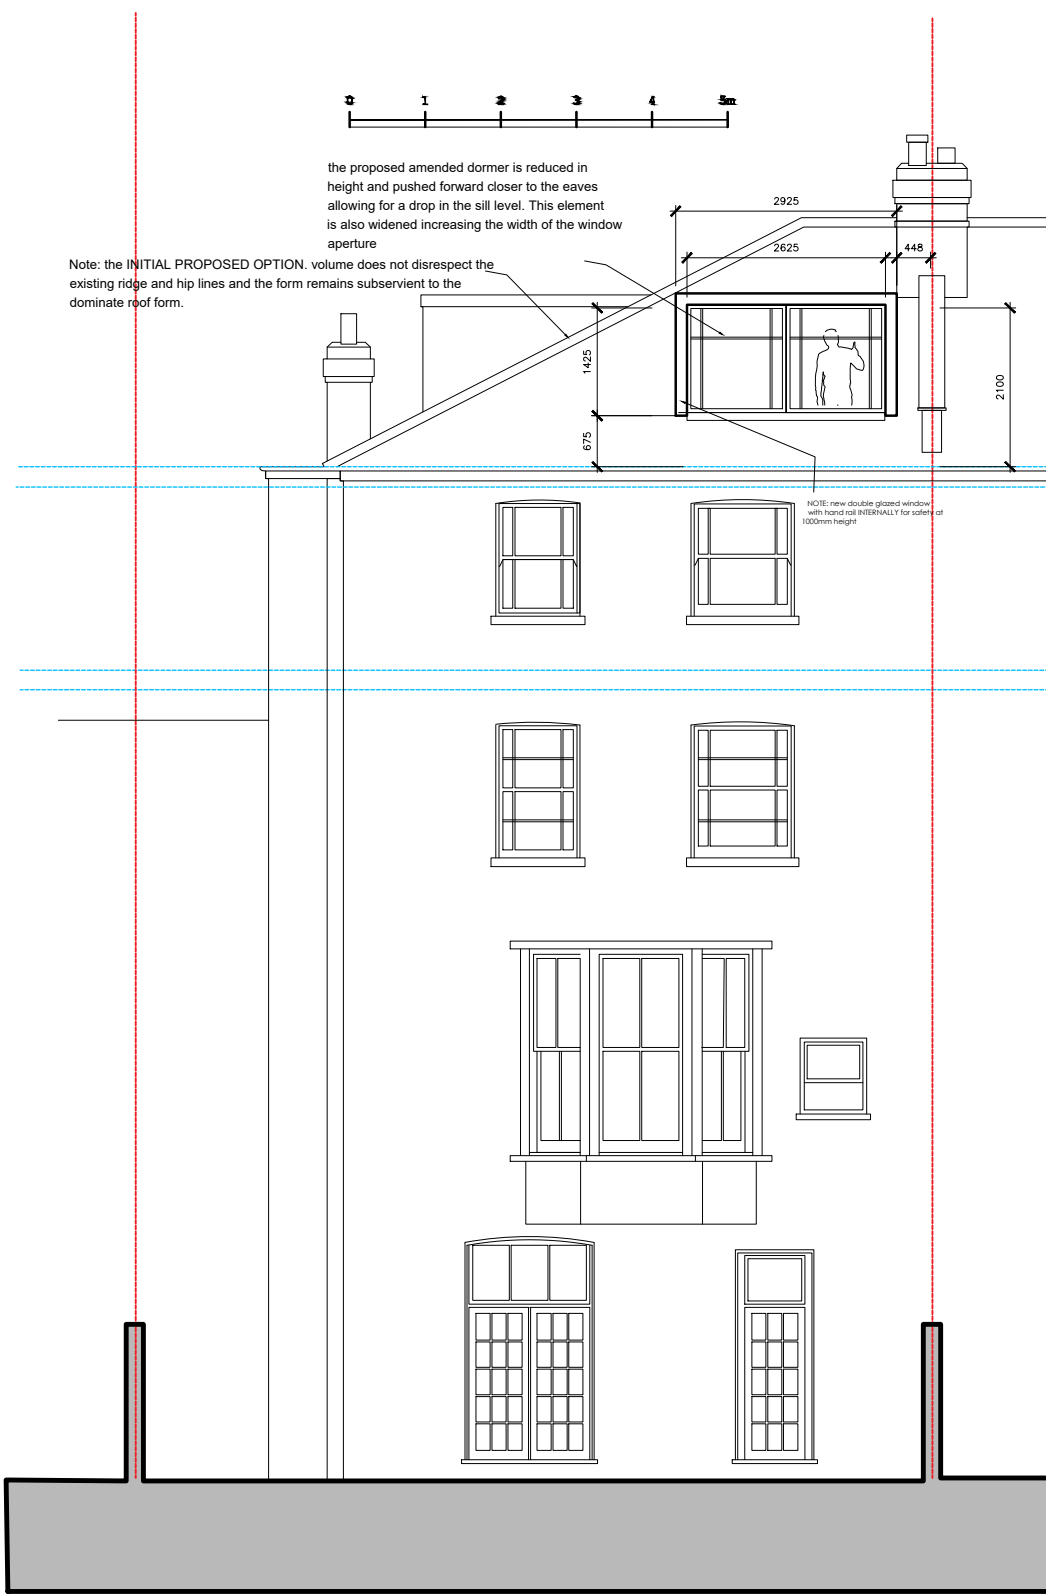 0 1 2 3 4 5m
the proposed amended dormer is reduced in
height and pushed forward closer to the eaves
allowing for a drop in the sill level. This element
is also widened increasing the width of the window
aperture
Note: the INITIAL PROPOSED OPTION. volume does not disrespect the
existing ridge and hip lines and the form remains subservient to the
dominate roof form.
2925
2625
448
1425
675
2100
NOTE: new double glazed window
with hand rail INTERNALLY for safety at
1000mm height